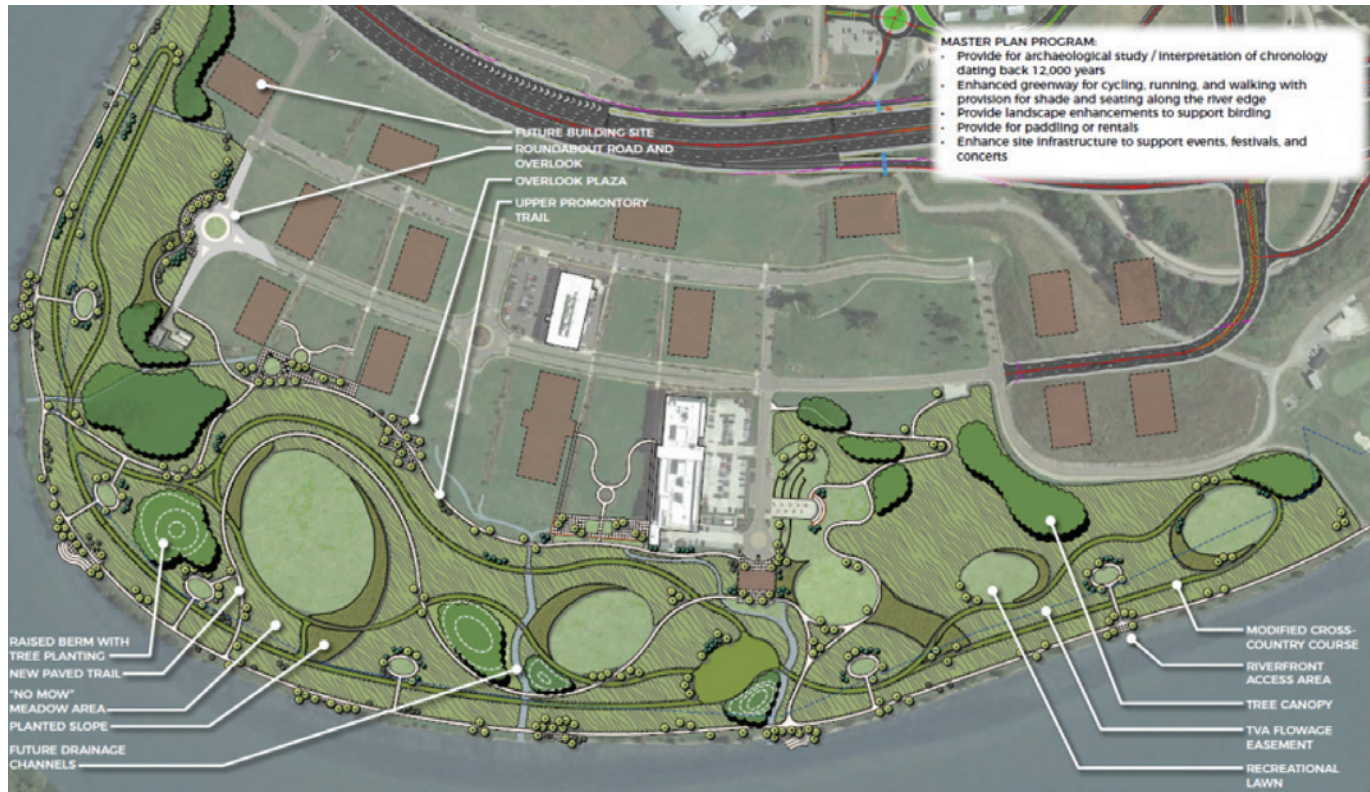 MASTER PLAN PROGRAM:
• Provide for archaeological study / interpretation of chronology
dating back 12,000 years
• Enhanced greenway for cycling, running, and walking with
provision for shade and seating along the river edge
• Provide landscape enhancements to support birding
• Provide for paddling or rentals
• Enhance site infrastructure to support events, festivals, and
concerts
FUTURE BUILDING SITE
ROUNDABOUT ROAD AND
OVERLOOK
OVERLOOK PLAZA
UPPER PROMONTORY
TRAIL
RAISED BERM WITH
TREE PLANTING
NEW PAVED TRAIL
"NO MOW"
MEADOW AREA
PLANTED SLOPE
FUTURE DRAINAGE
CHANNELS
MODIFIED CROSS-
COUNTRY COURSE
RIVERFRONT
ACCESS AREA
TREE CANOPY
TVA FLOWAGE
EASEMENT
RECREATIONAL
LAWN